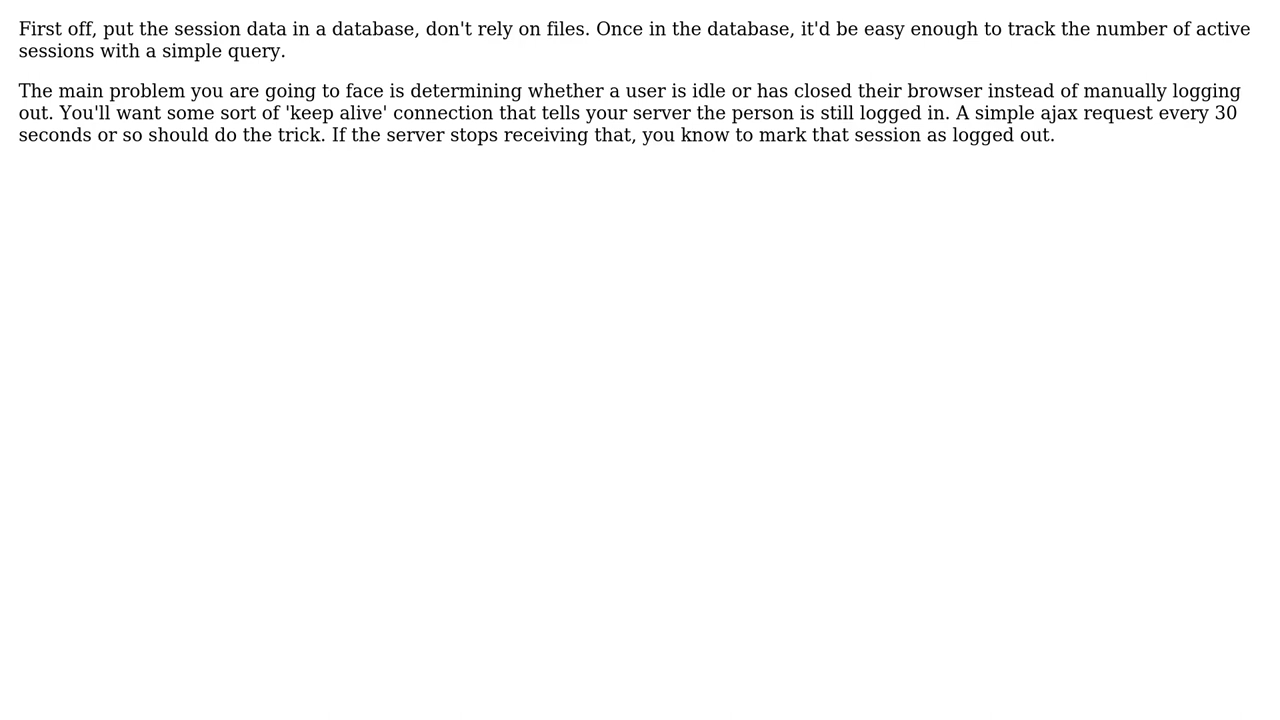 First off, put the session data in a database, don't rely on files. Once in the database, it'd be easy enough to track the number of active
sessions with a simple query.
The main problem you are going to face is determining whether a user is idle or has closed their browser instead of manually logging
out. You'll want some sort of 'keep alive' connection that tells your server the person is still logged in. A simple ajax request every 30
seconds or so should do the trick. If the server stops receiving that, you know to mark that session as logged out.